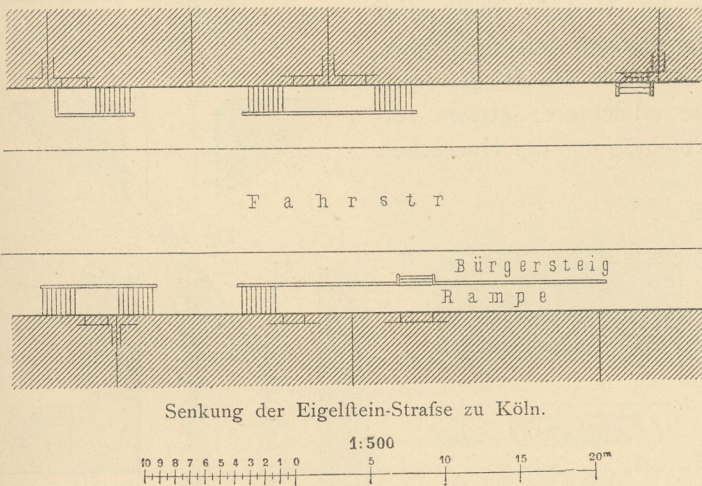 Fahrstr
Bürgersteig
Rampe
Senkung der Eigelſtein-Straſse zu Köln.
1:500
10 9 8 7 6 5 4 3 2 1 0 5 10 15 20m